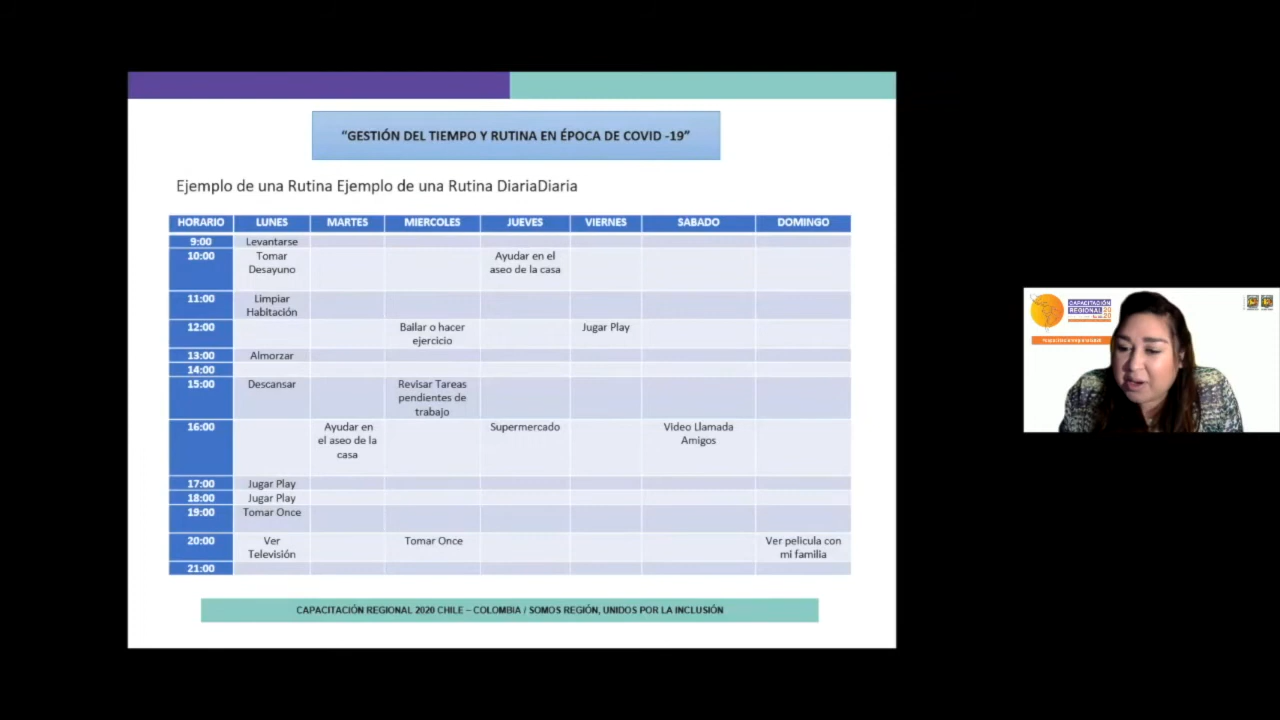 “GESTIÓN DEL TIEMPO Y RUTINA EN ÉPOCA DE COVID -19”
Ejemplo de una Rutina Ejemplo de una Rutina DiariaDiaria
HORARIO LUNES MARTES MIERCOLES JUEVES VIERNES SABADO DOMINGO
9:00 Levantarse
10:00 Tomar Ayudar en el
Desayuno aseo de la casa
11:00 Limpiar
Habitación
12:00 Bailar o hacer Jugar Play
ejercicio
13:00 Almorzar
14:00
15:00 Descansar Revisar Tareas
pendientes de
trabajo
16:00 Ayudar en Supermercado Video Llamada
el aseo de la Amigos
casa
17:00 Jugar Play
18:00 Jugar Play
19:00 Tomar Once
20:00 Ver Tomar Once Ver pelicula con
Televisión mi familia
21:00
CAPACITACIÓN REGIONAL 2020 CHILE – COLOMBIA / SOMOS REGIÓN, UNIDOS POR LA INCLUSIÓN
CAPACITACIÓN
REGIONAL 20
20